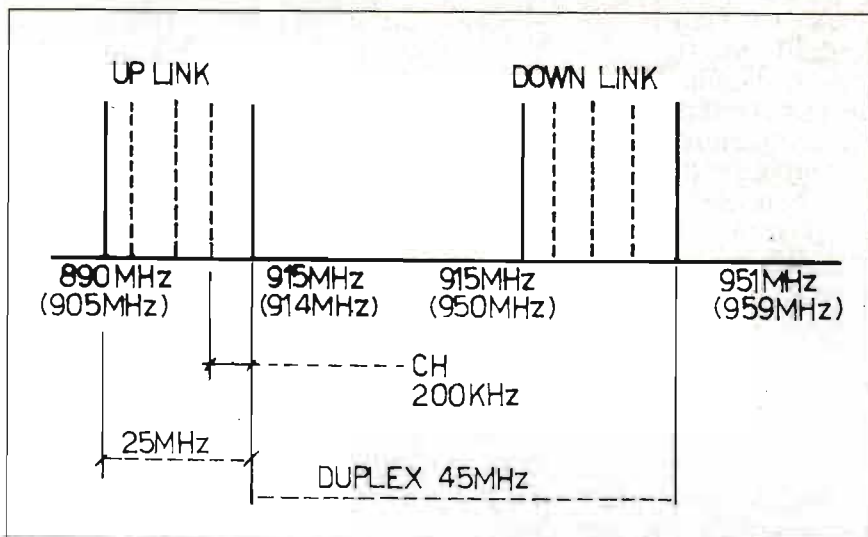 UP LINK DOWN LINK
890MHz 915MHz 915MHz 951MHz
(905MHz) (914MHz) (950MHz) (959MHz)
CH
200KHz
25MHz
DUPLEX 45MHz